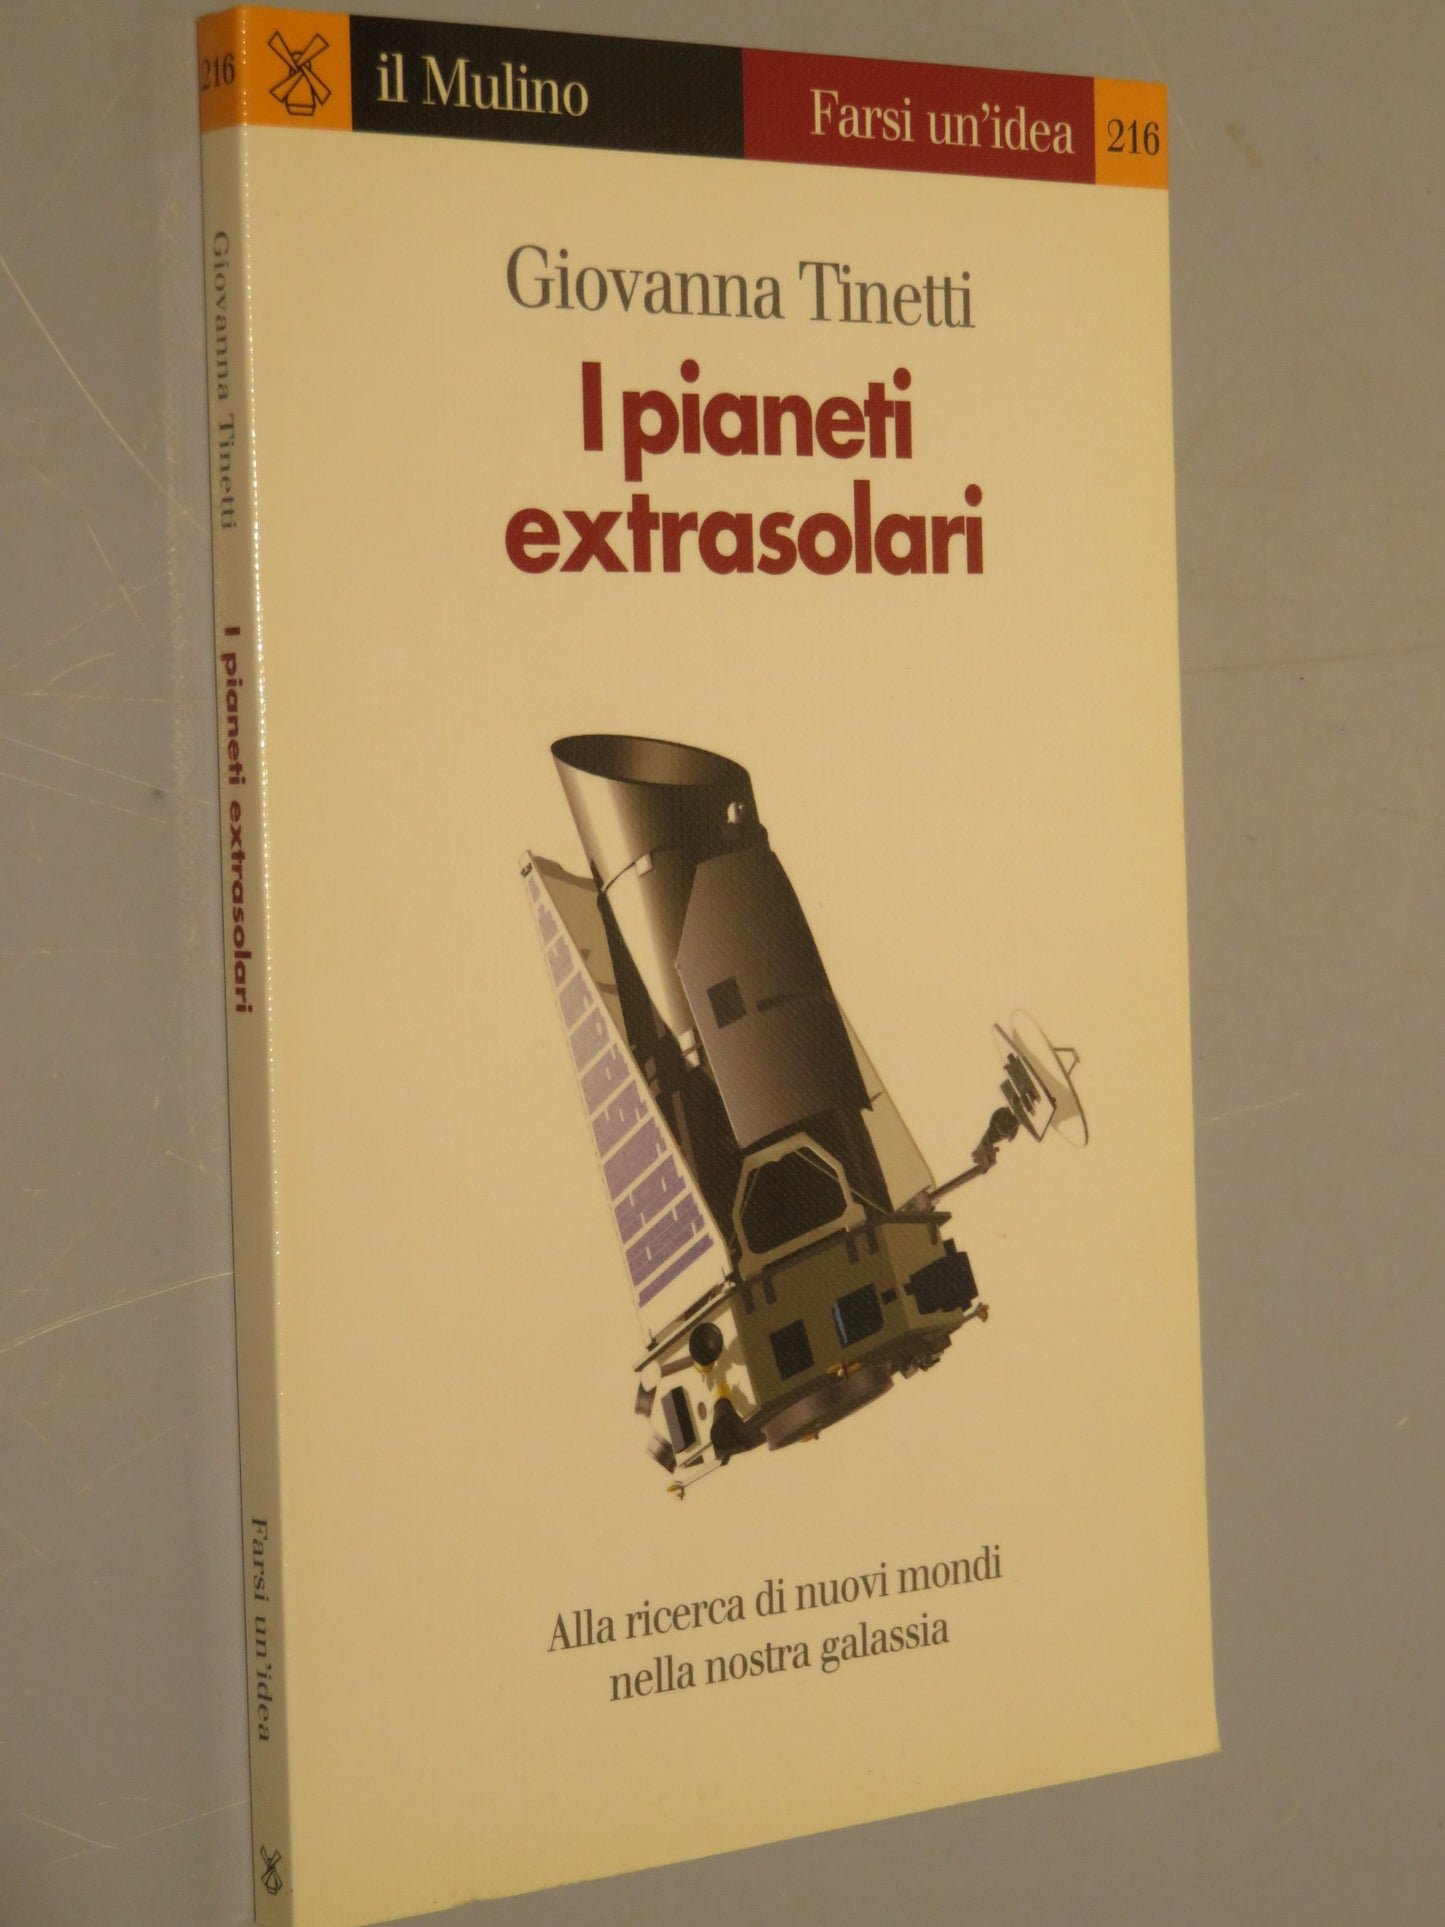 216
il Mulino
Farsi un'idea
216
Giovanna Tinetti
I pianeti
extrasolari
Alla ricerca di nuovi mondi
nella nostra galassia
Giovanna Tinetti
I pianeti extrasolari
Farsi un'idea